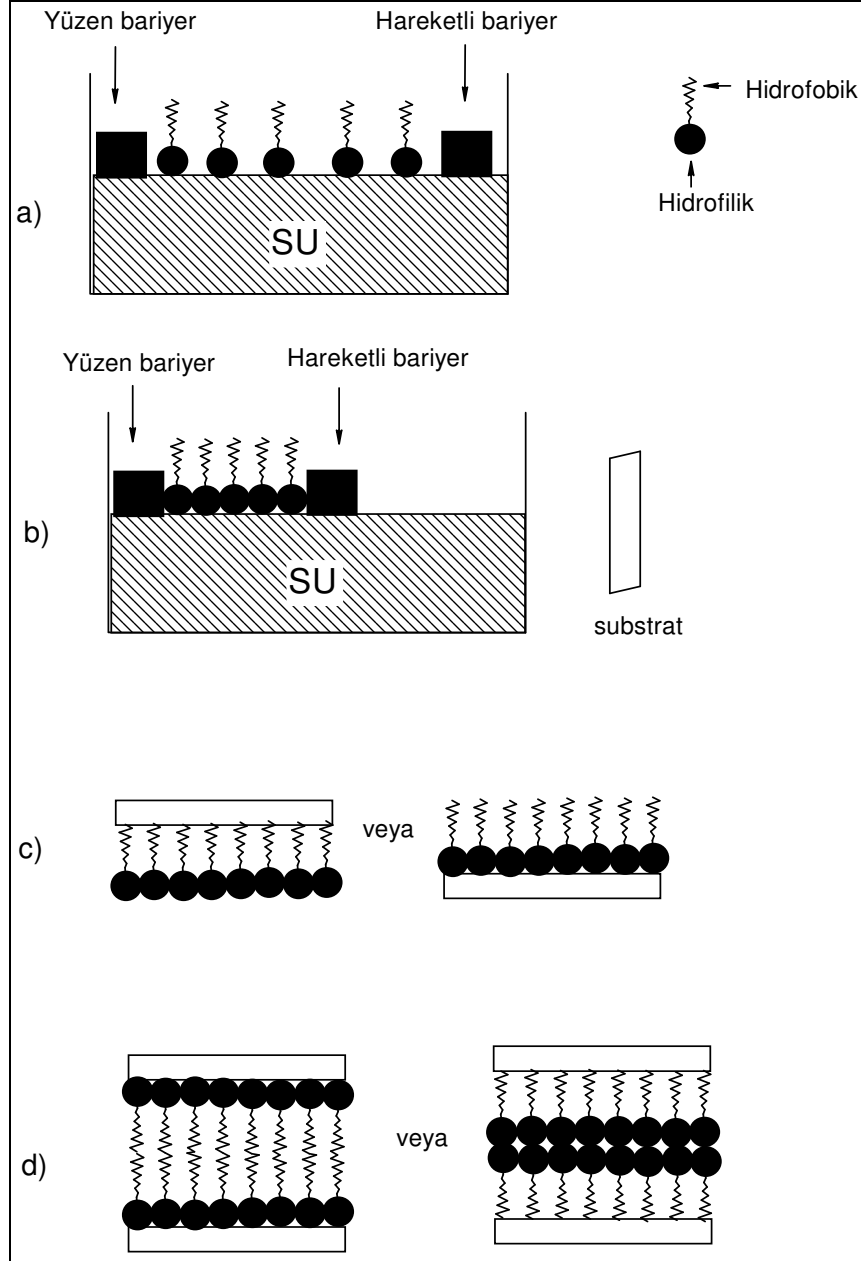 Yüzen bariyer
Hareketli bariyer
Hidrofobik
Hidrofilik
a)
SU
Yüzen bariyer
Hareketli bariyer
b)
SU
substrat
c)
veya
d)
veya